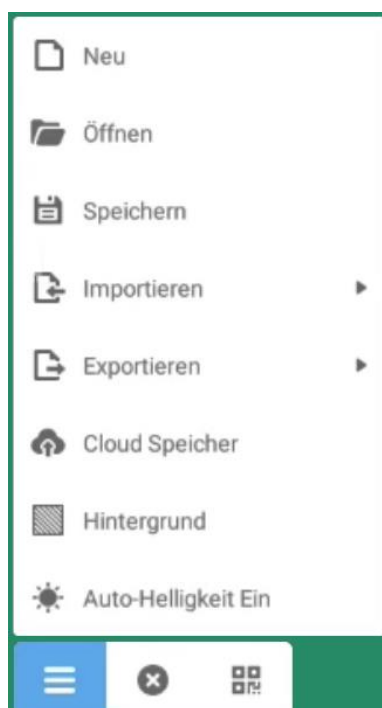 Neu
Öffnen
Speichern
Importieren
Exportieren
Cloud Speicher
Hintergrund
Auto-Helligkeit Ein